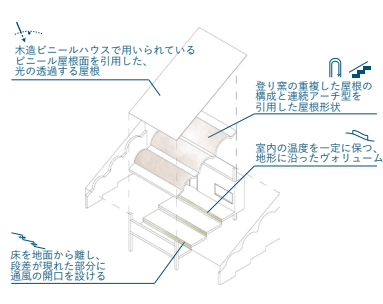 木造ビニールハウスで用いられている
ビニール屋根面を引用した、
光の透過する屋根
登り窯の重複した屋根の
構成と連続アーチ型を
引用した屋根形状
室内の温度を一定に保つ、
地形に沿ったヴォリューム
床を地面から離し、
段差が現れた部分に
通風の開口を設ける